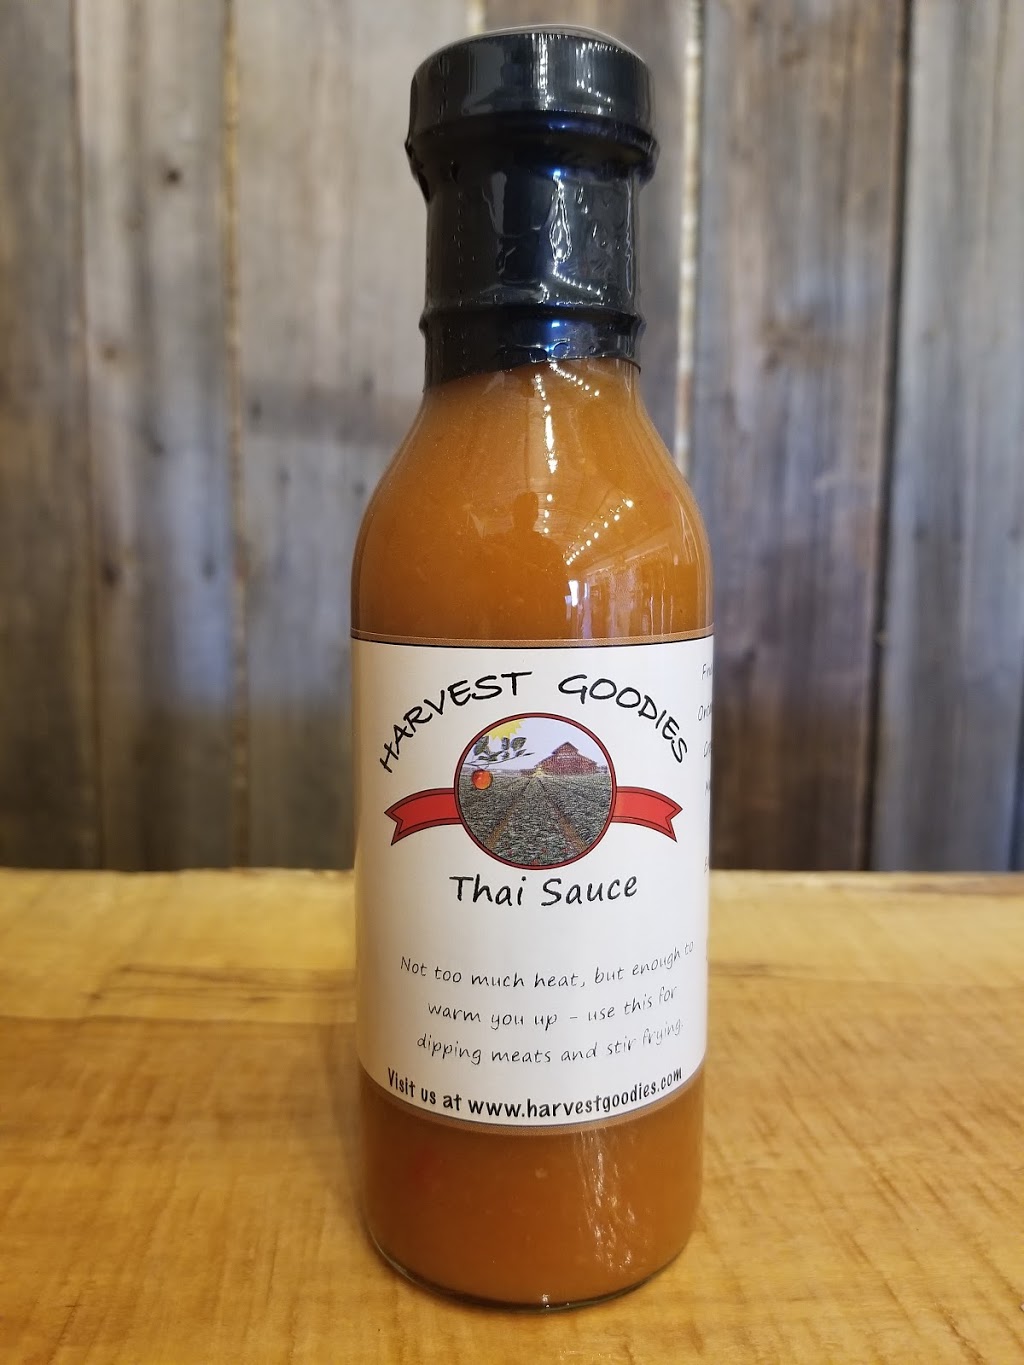 HARVEST GOODIES
Thai Sauce
Not too much heat, but enough to
warm you up - use this for
dipping meats and stir frying.
Visit us at www.harvestgoodies.com